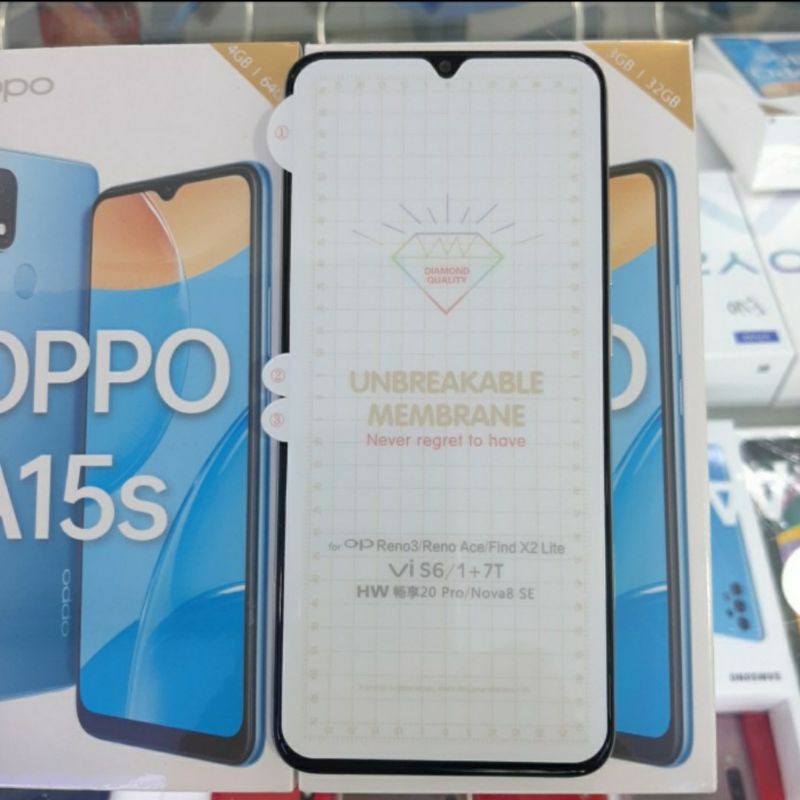 oppo
4GB | 64G
3GB | 32GB
①
DIAMOND
QUALITY
OPPO
A15s
②
③
UNBREAKABLE
MEMBRANE
Never regret to have
for OP Reno3/Reno Ace/Find X2 Lite
Vi S6/1+7T
HW 畅享20 Pro/Nova8 SE
oppo
O
SAMSUNG